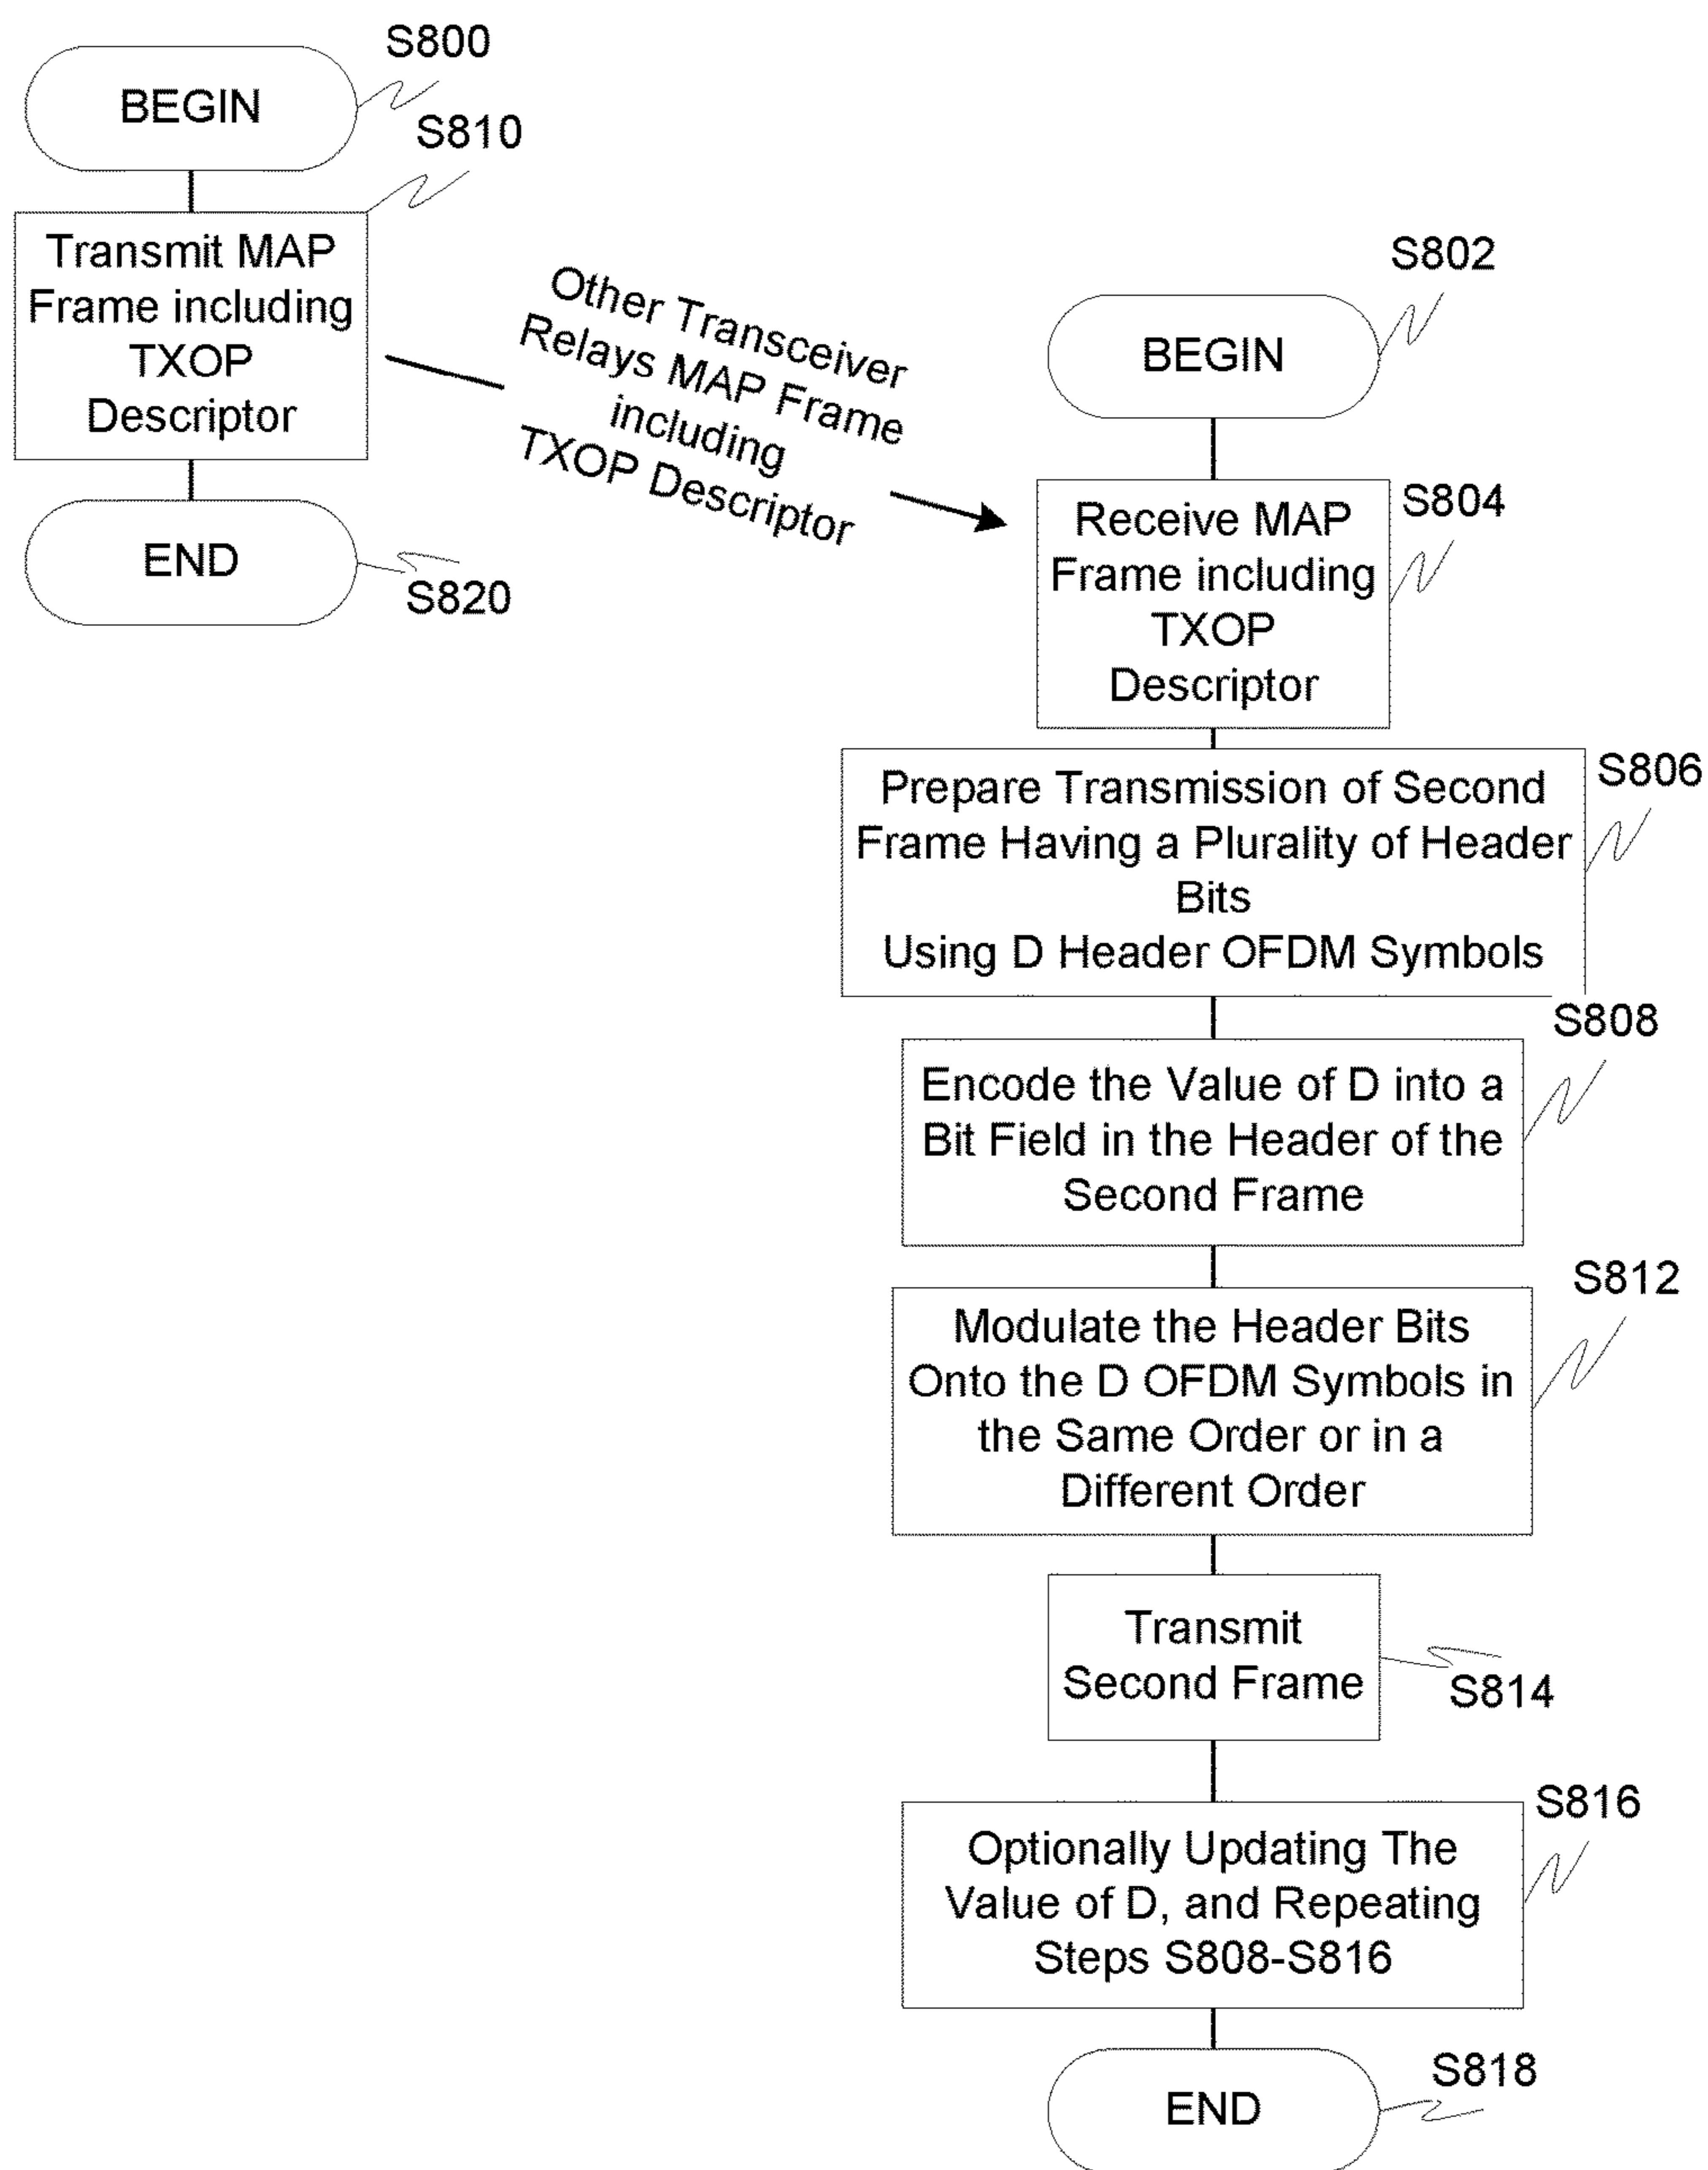 S800
BEGIN
S810
Transmit MAP
Frame including
TXOP
Descriptor
END
S820
Other Transceiver
Relays MAP Frame
including
TXOP Descriptor
S802
BEGIN
S804
Receive MAP
Frame including
TXOP
Descriptor
S806
Prepare Transmission of Second
Frame Having a Plurality of Header
Bits
Using D Header OFDM Symbols
S808
Encode the Value of D into a
Bit Field in the Header of the
Second Frame
S812
Modulate the Header Bits
Onto the D OFDM Symbols in
the Same Order or in a
Different Order
Transmit
Second Frame
S814
S816
Optionally Updating The
Value of D, and Repeating
Steps S808-S816
S818
END